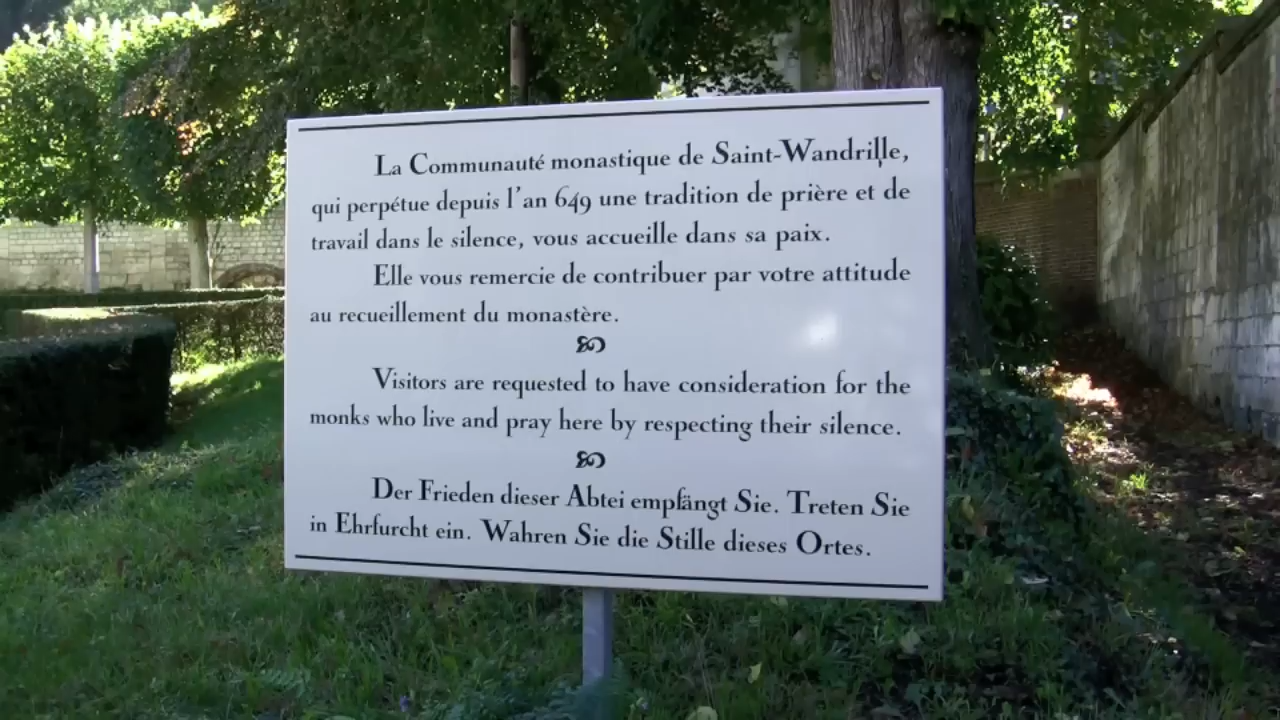 La Communauté monastique de Saint-Wandrille,
qui perpétue depuis l'an 649 une tradition de prière et de
travail dans le silence, vous accueille dans sa paix.
Elle vous remercie de contribuer par votre attitude
au recueillement du monastère.
Visitors are requested to have consideration for the
monks who live and pray here by respecting their silence.
Der Frieden dieser Abtei empfängt Sie. Treten Sie
in Ehrfurcht ein. Wahren Sie die Stille dieses Ortes.